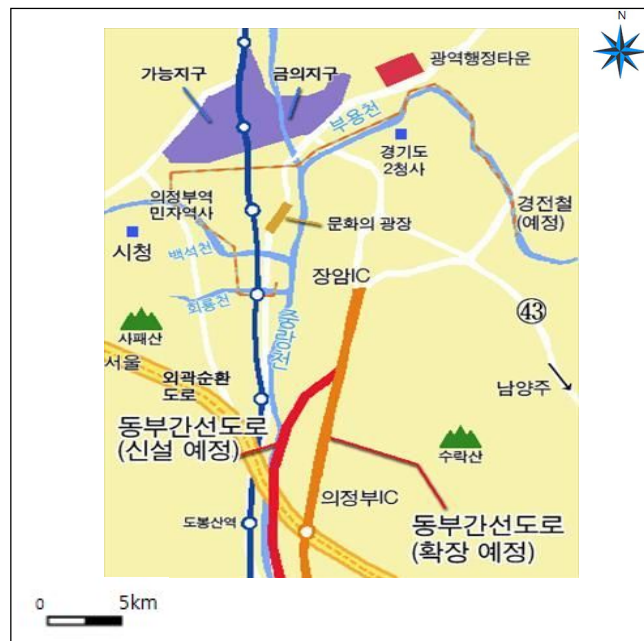 N
가능지구
금의지구
광역행정타운
부용천
경기도
2청사
의정부역
민자역사
경전철
(예정)
문화의 광장
시청
백석천
장암IC
회룡천
중랑천
43
사패산
서울
외곽순환
도로
남양주
동부간선도로
(신설 예정)
수락산
의정부IC
도봉산역
동부간선도로
(확장 예정)
0 5km